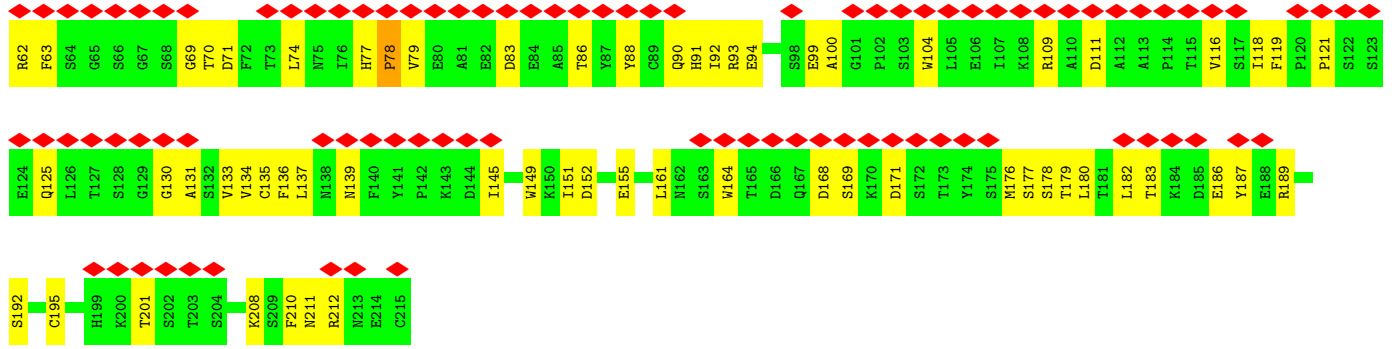 R62 F63 S64 G65 S66 G67 S68 G69 T70 D71 F72 T73 L74 N75 I76 H77 P78 V79 E80 A81 E82 D83 E84 A85 T86 Y87 Y88 C89 Q90 H91 I92 R93 E94 S98 E99 A100 G101 P102 S103 W104 L105 E106 I107 K108 R109 A110 D111 A112 A113 P114 T115 V116 S117 I118 F119 P120 P121 S122 S123
E124 Q125 L126 T127 S128 G129 G130 A131 S132 V133 V134 C135 F136 L137 N138 N139 F140 Y141 P142 K143 D144 I145 W149 K150 I151 D152 E155 L161 N162 S163 W164 T165 D166 Q167 D168 S169 K170 D171 S172 T173 Y174 S175 M176 S177 S178 T179 L180 T181 L182 T183 K184 D185 E186 Y187 E188 R189
S192 C195 H199 K200 T201 S202 T203 S204 K208 S209 F210 N211 R212 N213 E214 C215